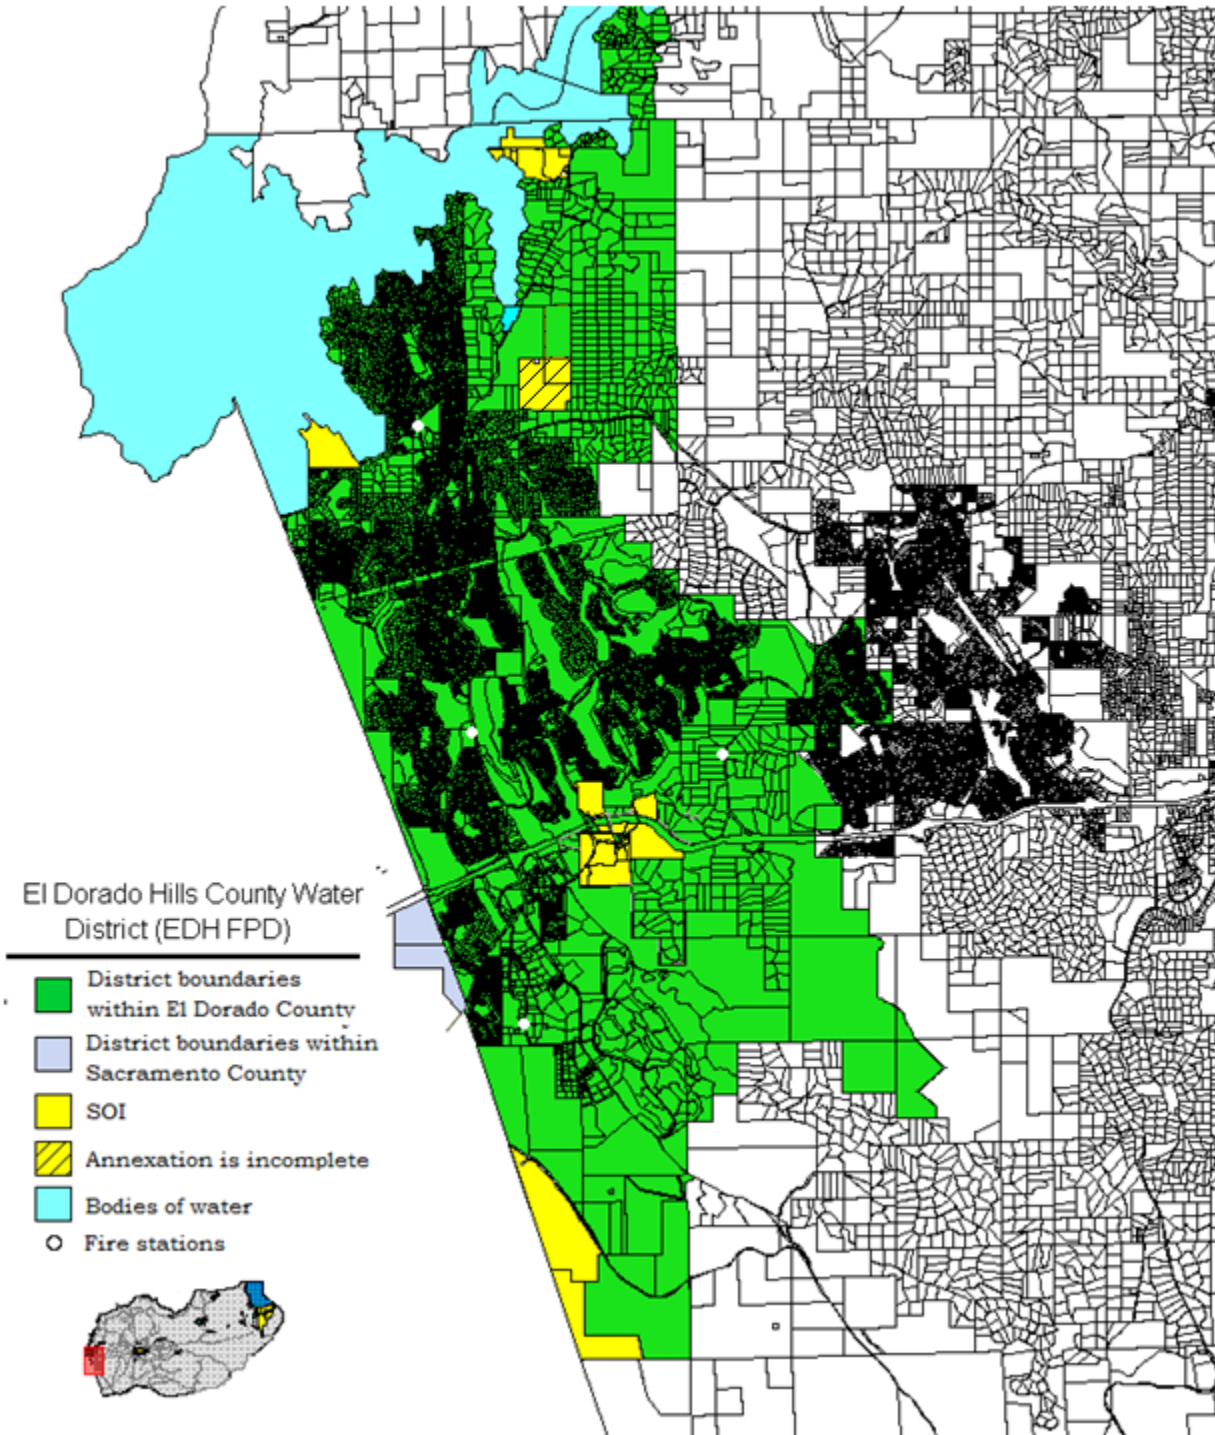 El Dorado Hills County Water
District (EDH FPD)
District boundaries
within El Dorado County
District boundaries within
Sacramento County
SOI
Annexation is incomplete
Bodies of water
Fire stations